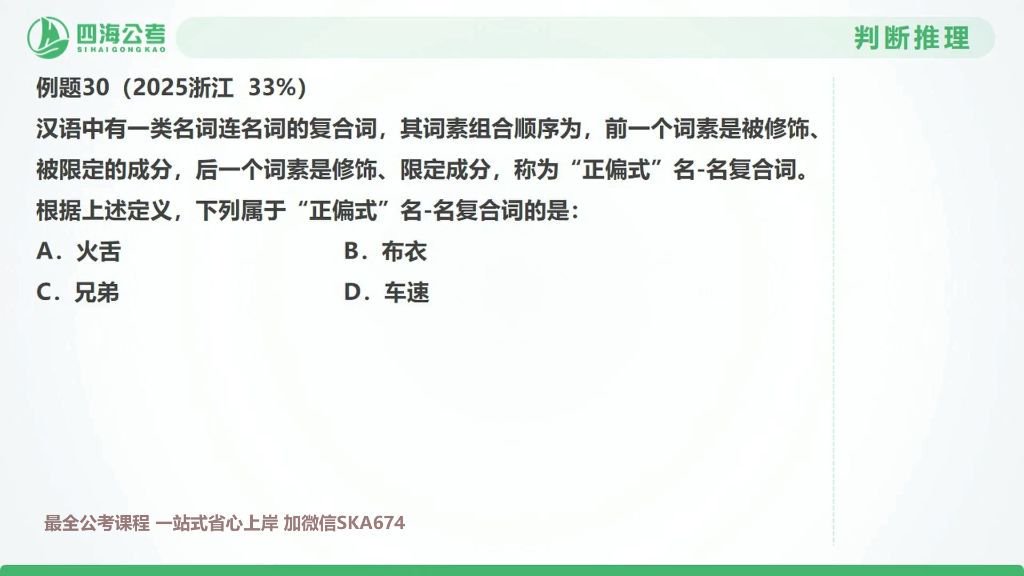 四海公考
SIHAIGONGKAO
判断推理
例题30（2025浙江 33%）
汉语中有一类名词连名词的复合词，其词素组合顺序为，前一个词素是被修饰、
被限定的成分，后一个词素是修饰、限定成分，称为“正偏式”名-名复合词。
根据上述定义，下列属于“正偏式”名-名复合词的是：
A. 火舌 B. 布衣
C. 兄弟 D. 车速
最全公考课程 一站式省心上岸 加微信SKA674